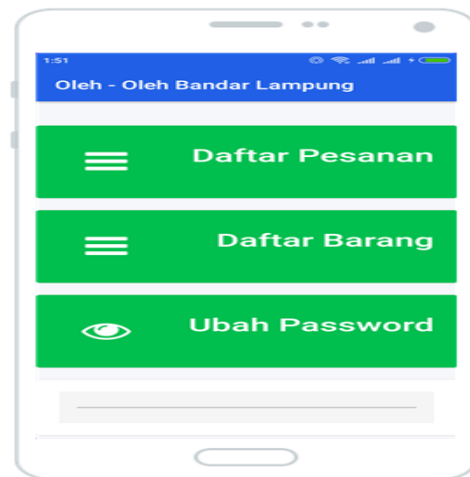 1:51
Oleh - Oleh Bandar Lampung
Daftar Pesanan
Daftar Barang
Ubah Password